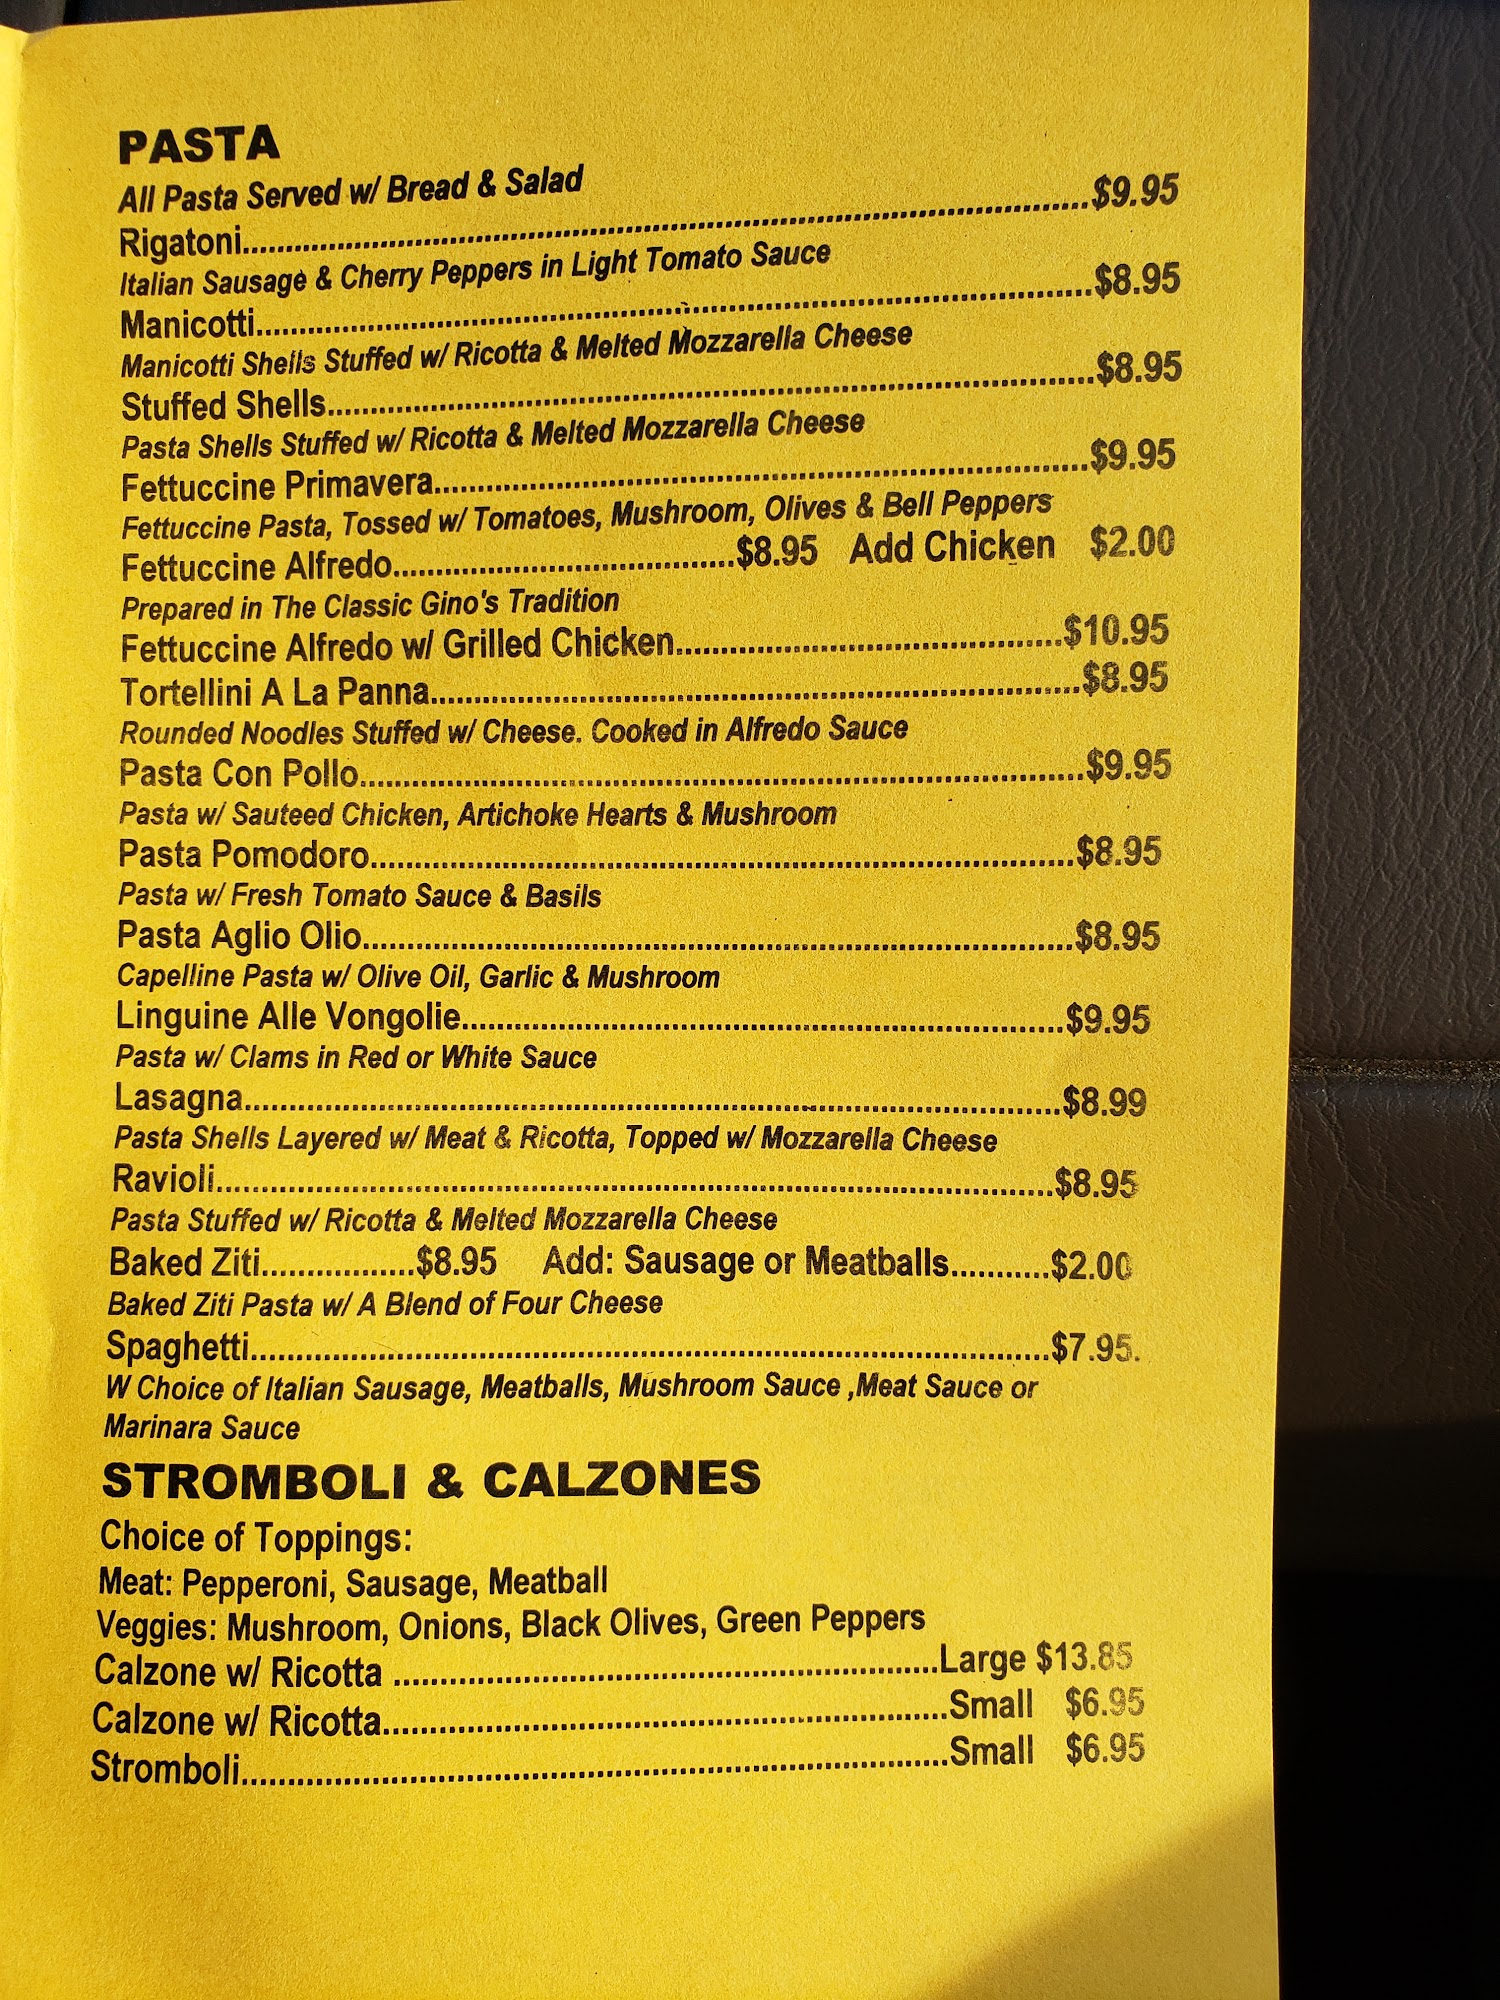 PASTA
All Pasta Served w/ Bread & Salad
Rigatoni..........$9.95
Italian Sausage & Cherry Peppers in Light Tomato Sauce
Manicotti..........$8.95
Manicotti Shells Stuffed w/ Ricotta & Melted Mozzarella Cheese
Stuffed Shells..........$8.95
Pasta Shells Stuffed w/ Ricotta & Melted Mozzarella Cheese
Fettuccine Primavera..........$9.95
Fettuccine Pasta, Tossed w/ Tomatoes, Mushroom, Olives & Bell Peppers
Fettuccine Alfredo..........$8.95 Add Chicken $2.00
Prepared in The Classic Gino's Tradition
Fettuccine Alfredo w/ Grilled Chicken..........$10.95
Tortellini A La Panna..........$8.95
Rounded Noodles Stuffed w/ Cheese. Cooked in Alfredo Sauce
Pasta Con Pollo..........$9.95
Pasta w/ Sauteed Chicken, Artichoke Hearts & Mushroom
Pasta Pomodoro..........$8.95
Pasta w/ Fresh Tomato Sauce & Basils
Pasta Aglio Olio..........$8.95
Capelline Pasta w/ Olive Oil, Garlic & Mushroom
Linguine Alle Vongolie..........$9.95
Pasta w/ Clams in Red or White Sauce
Lasagna..........$8.99
Pasta Shells Layered w/ Meat & Ricotta, Topped w/ Mozzarella Cheese
Ravioli..........$8.95
Pasta Stuffed w/ Ricotta & Melted Mozzarella Cheese
Baked Ziti..........$8.95 Add: Sausage or Meatballs..........$2.00
Baked Ziti Pasta w/ A Blend of Four Cheese
Spaghetti..........$7.95.
W Choice of Italian Sausage, Meatballs, Mushroom Sauce ,Meat Sauce or
Marinara Sauce
STROMBOLI & CALZONES
Choice of Toppings:
Meat: Pepperoni, Sausage, Meatball
Veggies: Mushroom, Onions, Black Olives, Green Peppers
Calzone w/ Ricotta ..........Large $13.85
Calzone w/ Ricotta..........Small $6.95
Stromboli..........Small $6.95